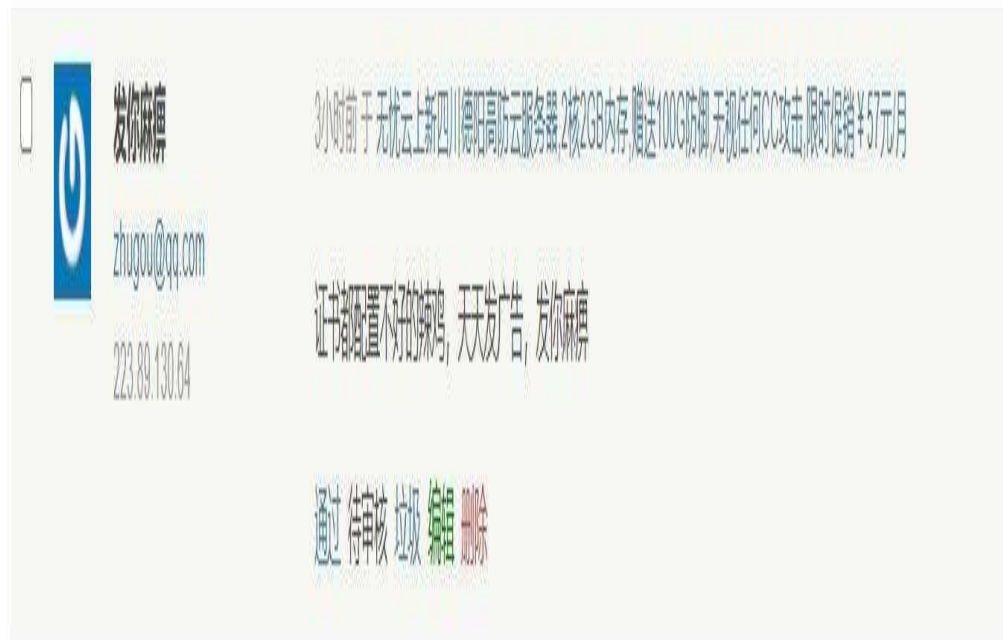 发你麻痹
3小时前 于 无忧云上新四川德阳高防云服务器,2核2GB内存,赠送100G防御,无视任何CC攻击,限时促销￥57元/月
zhugou@qq.com
证书都配置不好的辣鸡，天天发广告，发你麻痹
223.89.130.64
通过 待审核 垃圾 编辑 删除